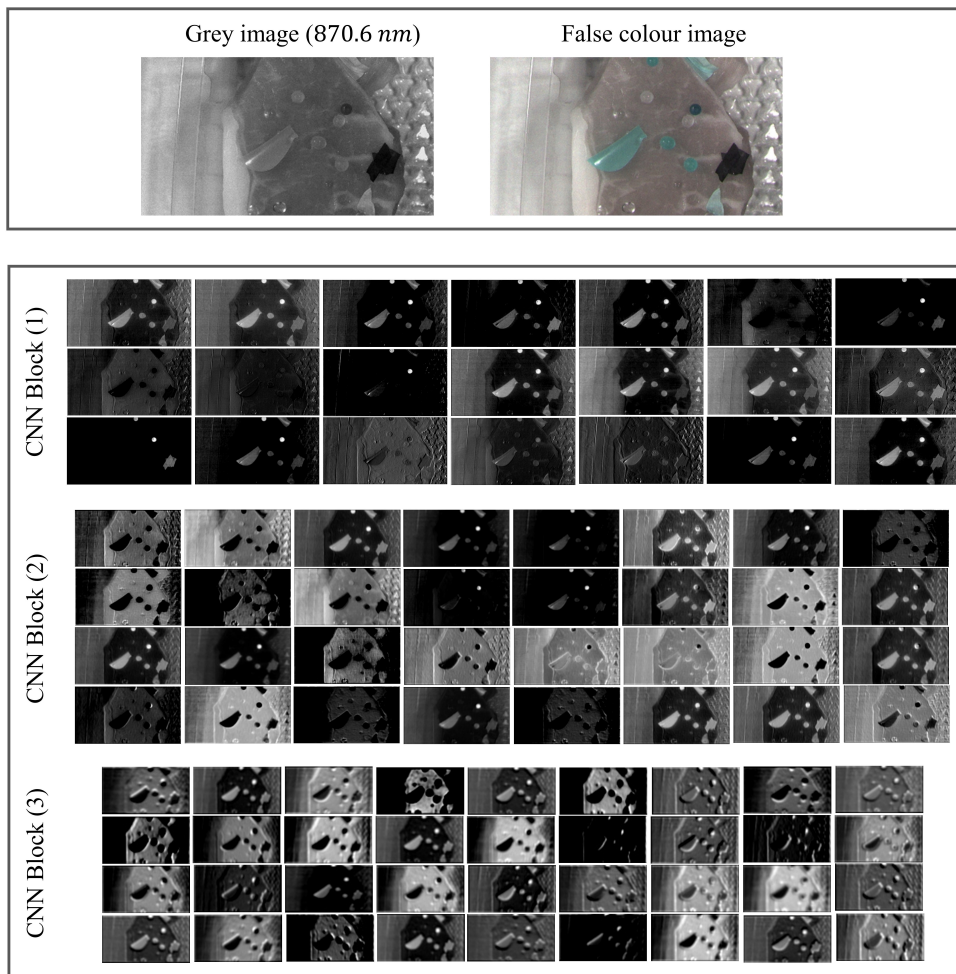 Grey image (870.6 nm)
False colour image
CNN Block (1)
CNN Block (2)
CNN Block (3)